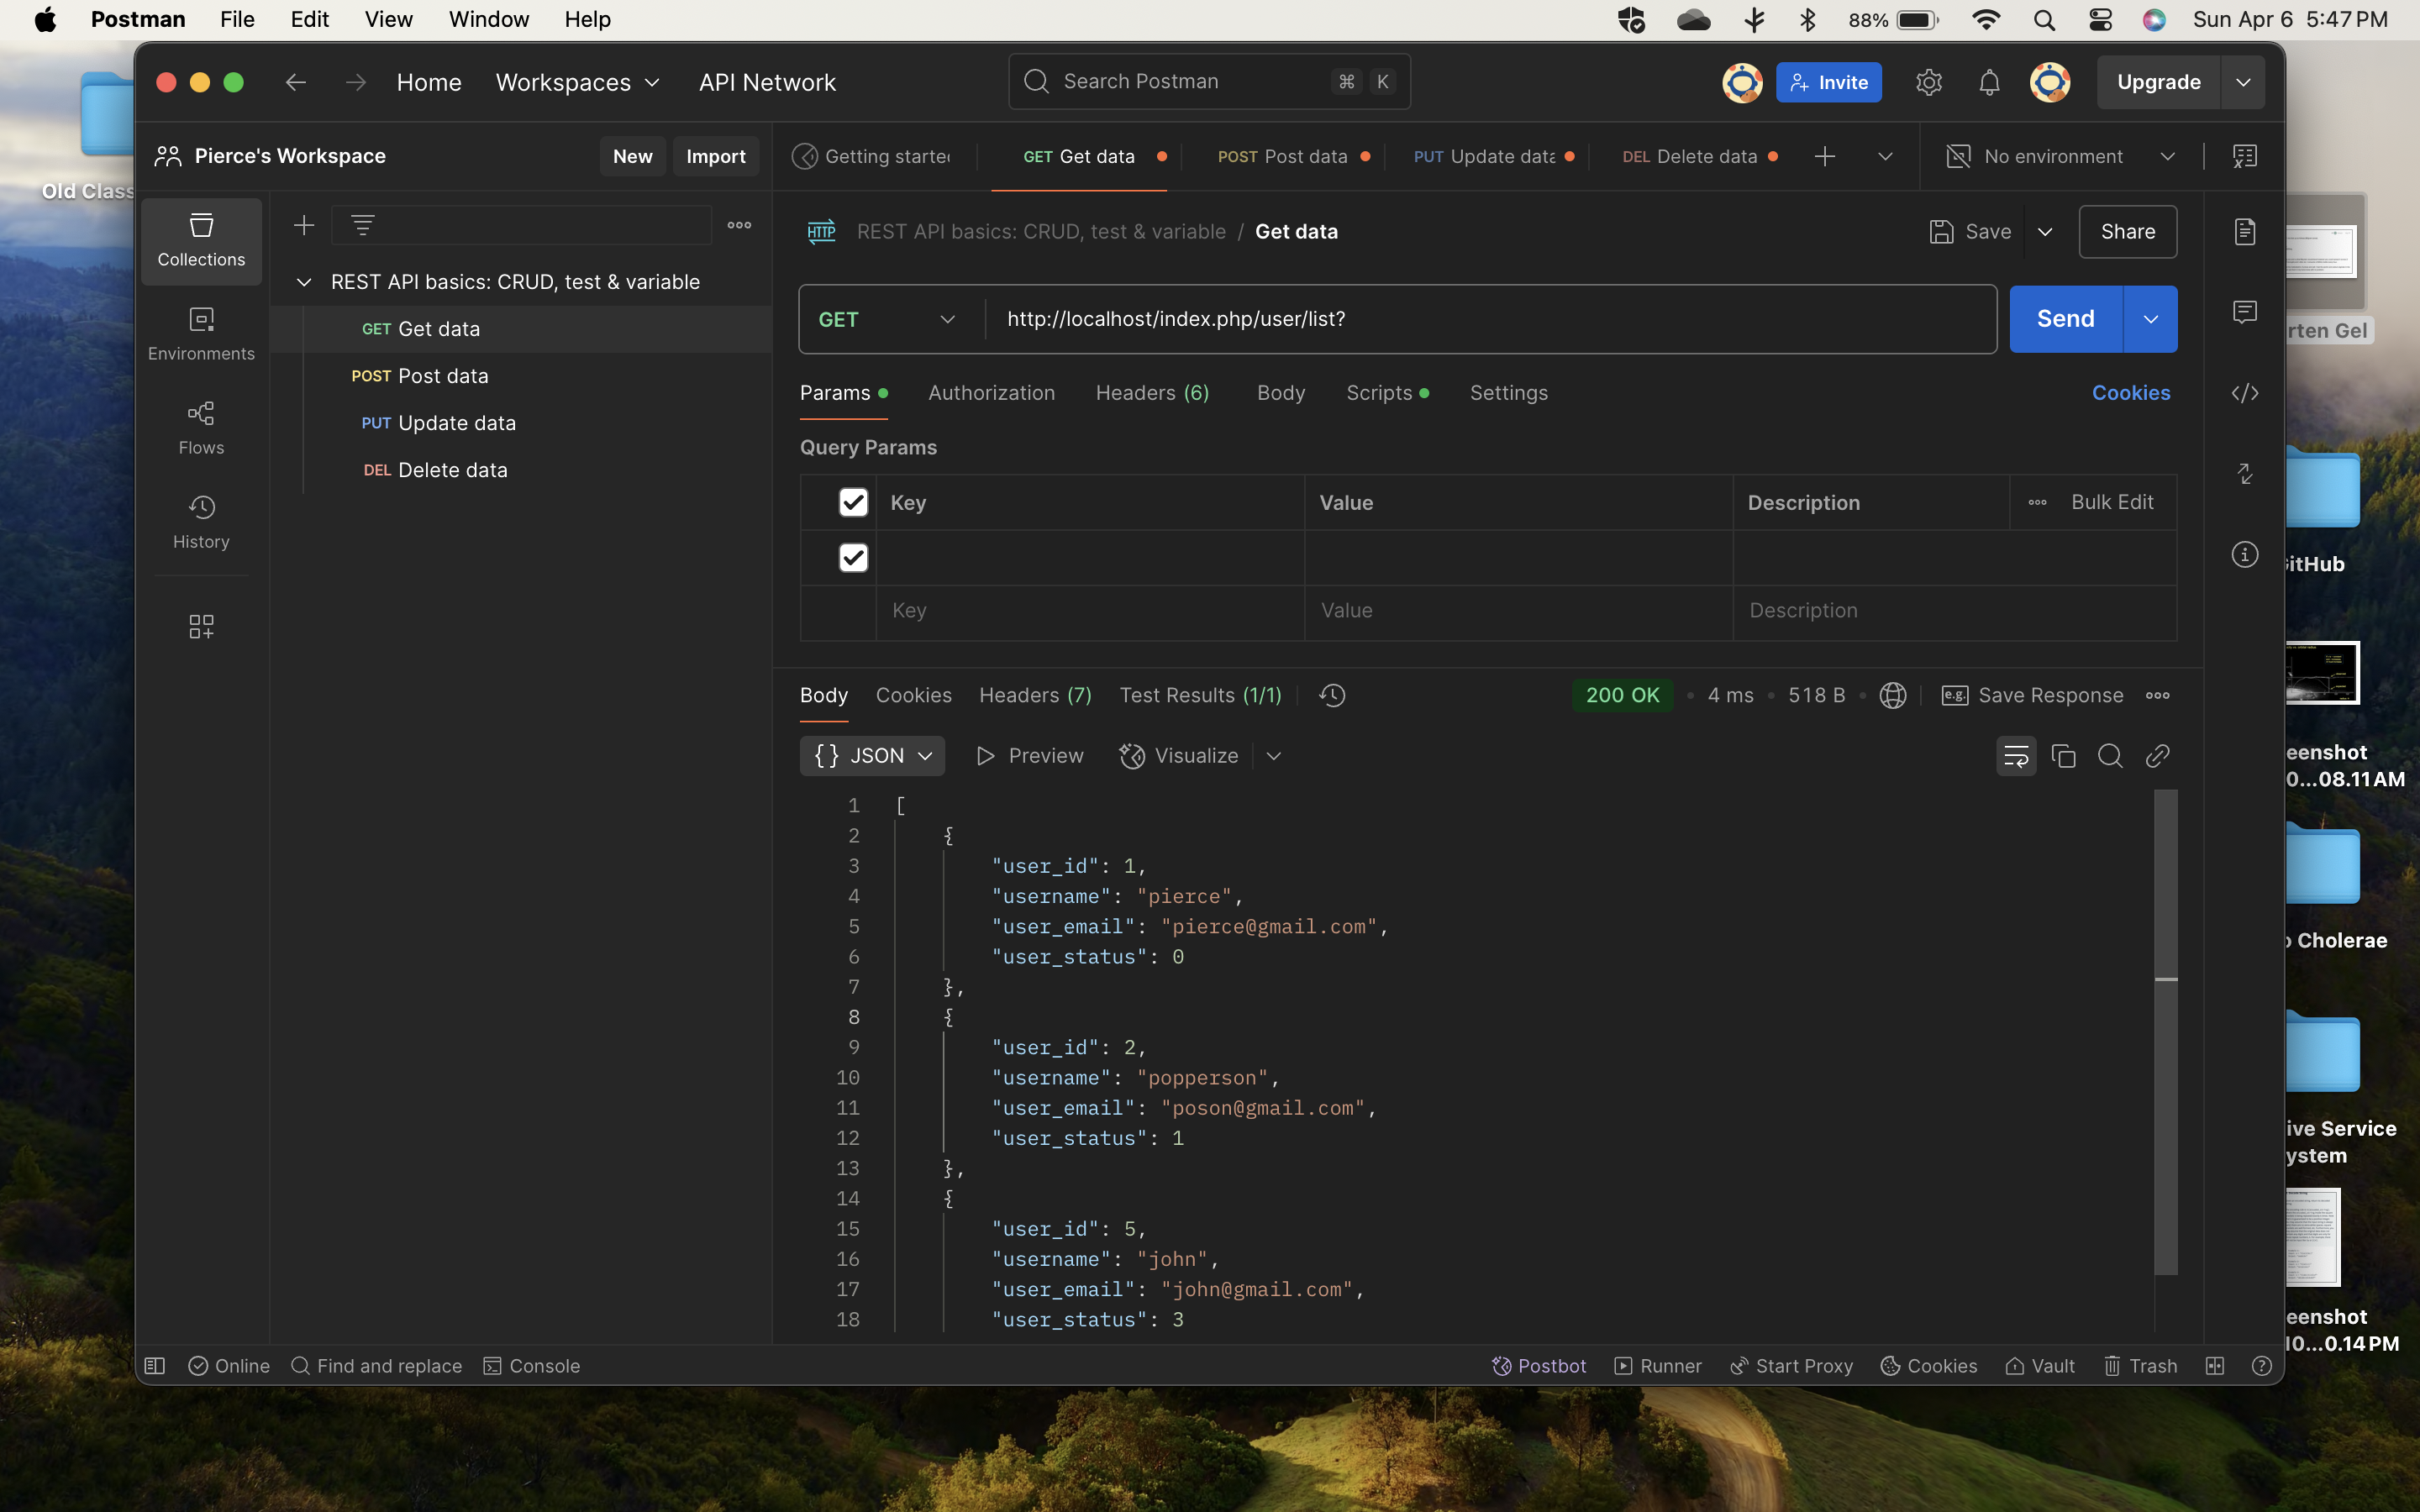 Postman File Edit View Window Help 88% Sun Apr 6 5:47 PM
Home Workspaces API Network Search Postman ⌘ K Invite Upgrade
Pierce's Workspace New Import Getting starte GET Get data POST Post data PUT Update data DEL Delete data No environment
Old Class
Collections
Environments
Flows
History
REST API basics: CRUD, test & variable
GET Get data
POST Post data
PUT Update data
DEL Delete data
HTTP REST API basics: CRUD, test & variable / Get data Save Share
GET http://localhost/index.php/user/list? Send
Params Authorization Headers (6) Body Scripts Settings Cookies
Query Params
Key Value Description Bulk Edit
Key Value Description
Body Cookies Headers (7) Test Results (1/1) 200 OK • 4 ms • 518 B • e.g. Save Response
{} JSON Preview Visualize
1 [
2 {
3 "user_id": 1,
4 "username": "pierce",
5 "user_email": "pierce@gmail.com",
6 "user_status": 0
7 },
8 {
9 "user_id": 2,
10 "username": "popperson",
11 "user_email": "poson@gmail.com",
12 "user_status": 1
13 },
14 {
15 "user_id": 5,
16 "username": "john",
17 "user_email": "john@gmail.com",
18 "user_status": 3
Online Find and replace Console Postbot Runner Start Proxy Cookies Vault Trash
rten Gel
itHub
eenshot
0...08.11 AM
o Cholerae
ive Service
ystem
eenshot
10...0.14 PM